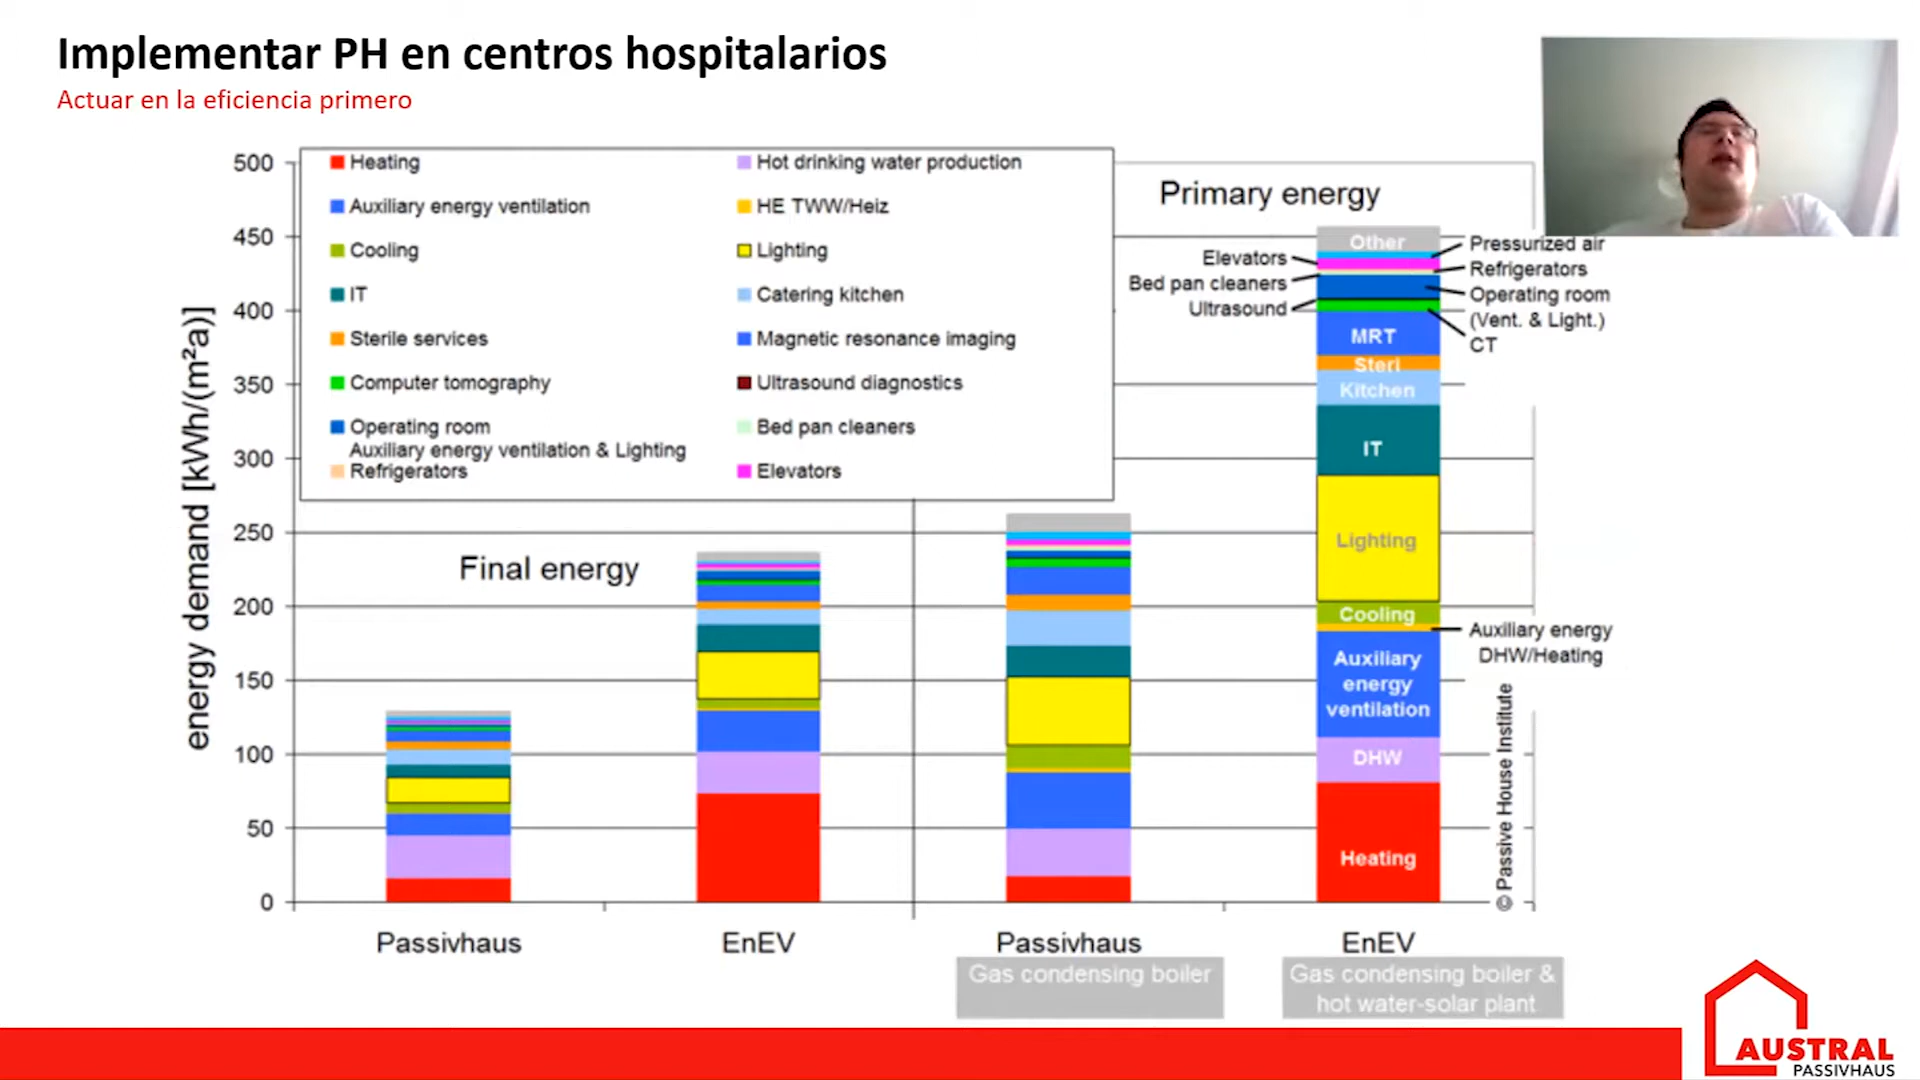 Implementar PH en centros hospitalarios
Actuar en la eficiencia primero
energy demand [kWh/(m²a)]
500
450
400
350
300
250
200
150
100
50
0
Heating
Hot drinking water production
Auxiliary energy ventilation
HE TWW/Heiz
Cooling
Lighting
IT
Catering kitchen
Sterile services
Magnetic resonance imaging
Computer tomography
Ultrasound diagnostics
Operating room
Auxiliary energy ventilation & Lighting
Bed pan cleaners
Refrigerators
Elevators
Final energy
Primary energy
Elevators
Bed pan cleaners
Ultrasound
Other
MRT
Steri
Kitchen
IT
Lighting
Cooling
Auxiliary
energy
ventilation
DHW
Heating
Pressurized air
Refrigerators
Operating room
(Vent. & Light.)
CT
Auxiliary energy
DHW/Heating
© Passive House Institute
Passivhaus
EnEV
Passivhaus
EnEV
Gas condensing boiler
Gas condensing boiler &
hot water-solar plant
AUSTRAL
PASSIVHAUS